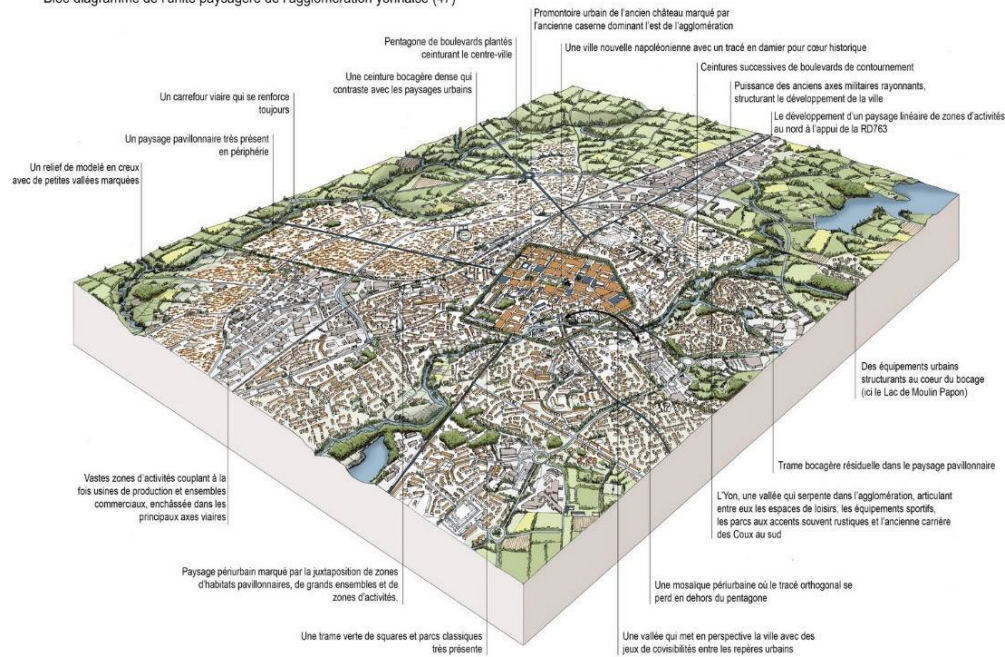 Bloc diagramme de l'unité paysagère de l'agglomération yonnaise (47)
Promontoire urbain de l'ancien château marqué par
l'ancienne caserne dominant l'est de l'agglomération
Pentagone de boulevards plantés
ceinturant le centre-ville
Une ville nouvelle napoléonienne avec un tracé en damier pour cœur historique
Une ceinture bocagère dense qui
contraste avec les paysages urbains
Ceintures successives de boulevards de contournement
Puissance des anciens axes militaires rayonnants,
structurant le développement de la ville
Un carrefour viaire qui se renforce
toujours
Le développement d'un paysage linéaire de zones d'activités
au nord à l'appui de la RD763
Un paysage pavillonnaire très présent
en périphérie
Un relief de modelé en creux
avec de petites vallées marquées
Des équipements urbains
structurants au coeur du bocage
(ici le Lac de Moulin Papon)
Trame bocagère résiduelle dans le paysage pavillonnaire
Vastes zones d'activités couplant à la
fois usines de production et ensembles
commerciaux, enchâssée dans les
principaux axes viaires
L'Yon, une vallée qui serpente dans l'agglomération, articulant
entre eux les espaces de loisirs, les équipements sportifs,
les parcs aux accents souvent rustiques et l'ancienne carrière
des Coux au sud
Paysage périurbain marqué par la juxtaposition de zones
d'habitats pavillonnaires, de grands ensembles et de
zones d'activités.
Une mosaïque périurbaine où le tracé orthogonal se
perd en dehors du pentagone
Une trame verte de squares et parcs classiques
très présente
Une vallée qui met en perspective la ville avec des
jeux de covisibilités entre les repères urbains